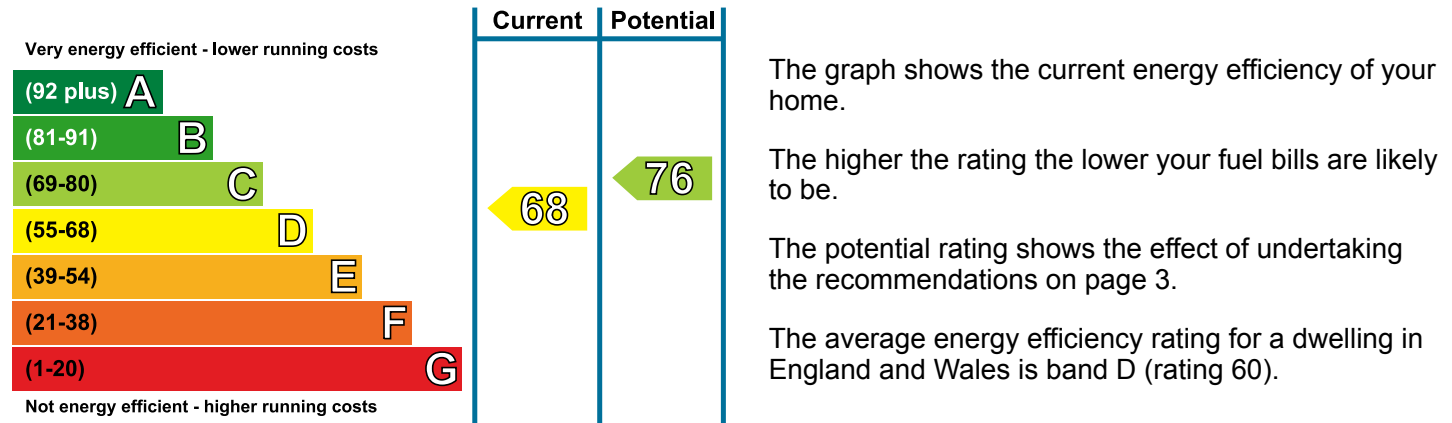 Current Potential
Very energy efficient - lower running costs
(92 plus) A
(81-91) B
(69-80) C
(55-68) D
(39-54) E
(21-38) F
(1-20) G
Not energy efficient - higher running costs
68
76
The graph shows the current energy efficiency of your
home.
The higher the rating the lower your fuel bills are likely
to be.
The potential rating shows the effect of undertaking
the recommendations on page 3.
The average energy efficiency rating for a dwelling in
England and Wales is band D (rating 60).